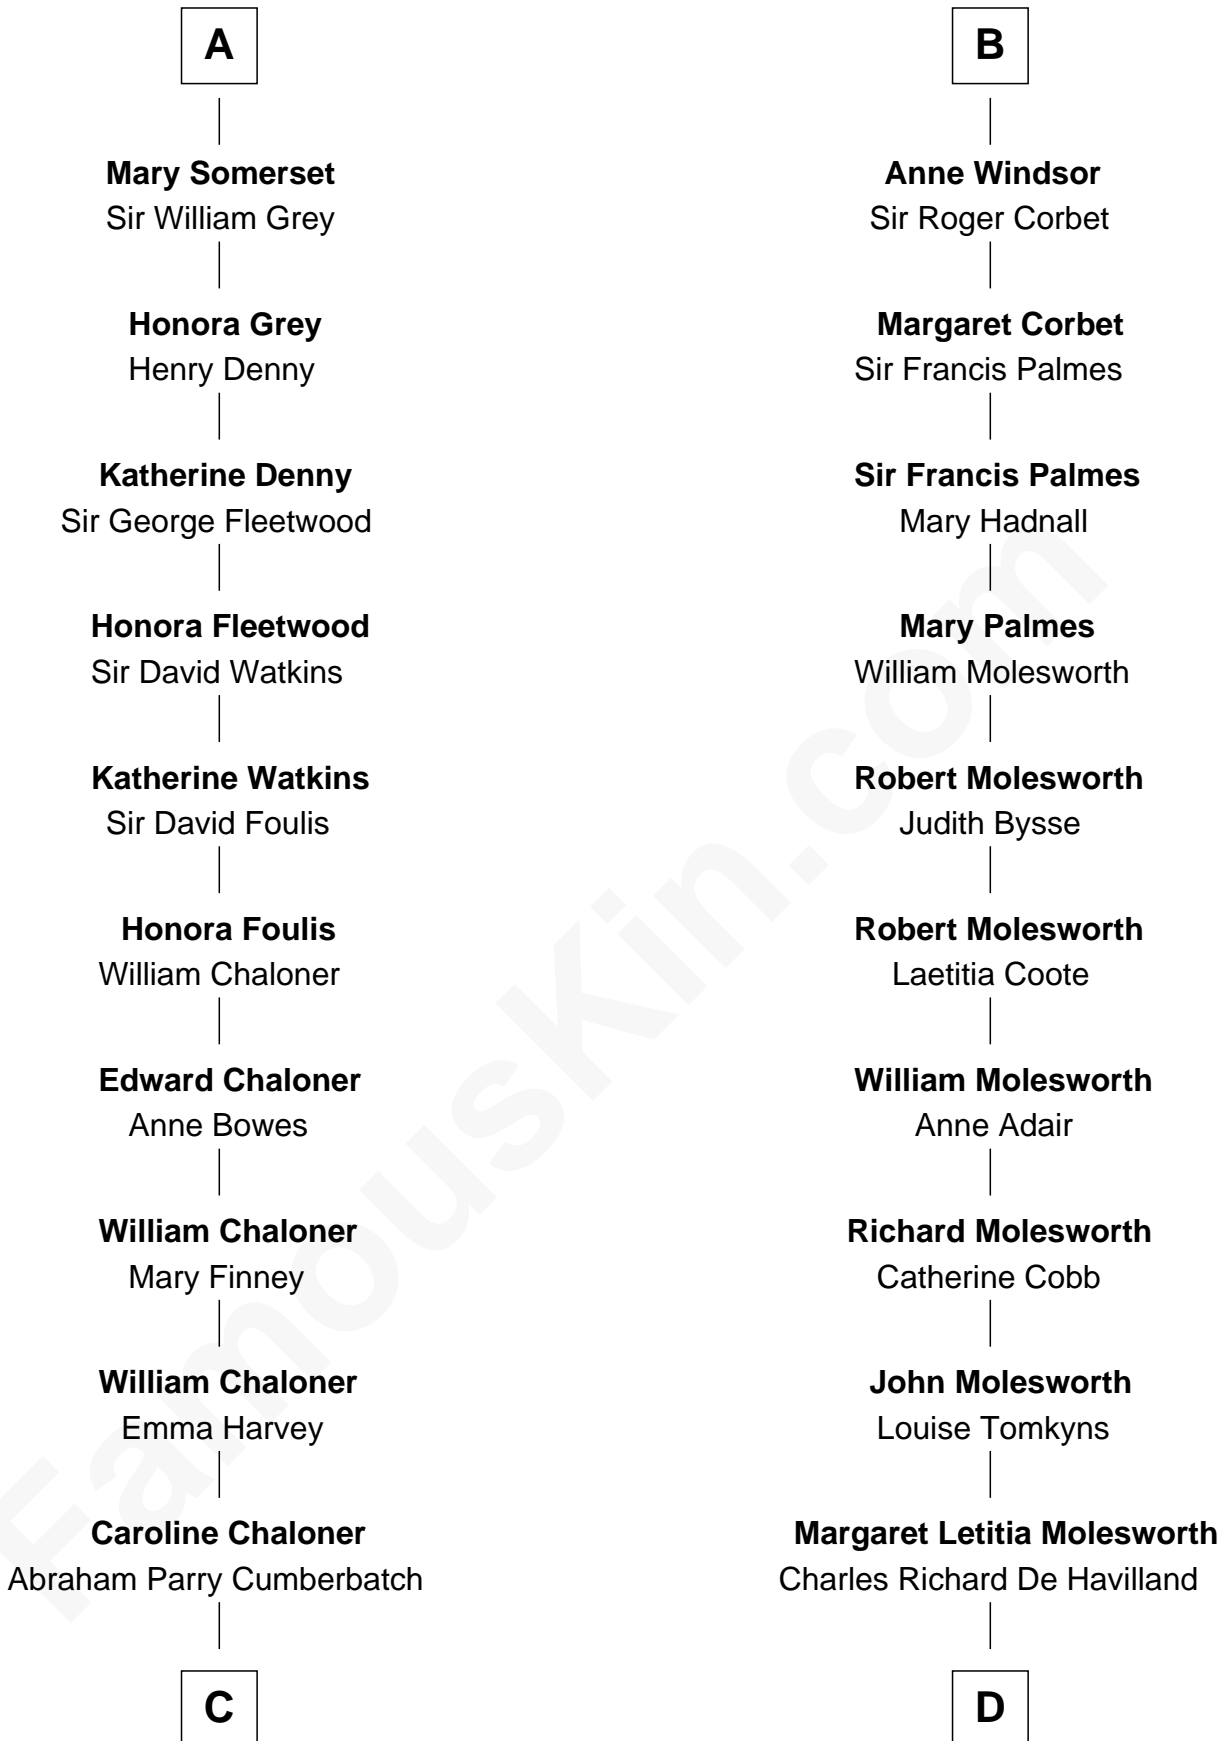 A
Mary Somerset
Sir William Grey
Honora Grey
Henry Denny
Katherine Denny
Sir George Fleetwood
Honora Fleetwood
Sir David Watkins
Katherine Watkins
Sir David Foulis
Honora Foulis
William Chaloner
Edward Chaloner
Anne Bowes
William Chaloner
Mary Finney
William Chaloner
Emma Harvey
Caroline Chaloner
Abraham Parry Cumberbatch
C
B
Anne Windsor
Sir Roger Corbet
Margaret Corbet
Sir Francis Palmes
Sir Francis Palmes
Mary Hadnall
Mary Palmes
William Molesworth
Robert Molesworth
Judith Bysse
Robert Molesworth
Laetitia Coote
William Molesworth
Anne Adair
Richard Molesworth
Catherine Cobb
John Molesworth
Louise Tomkyns
Margaret Letitia Molesworth
Charles Richard De Havilland
D
FamousKin.com